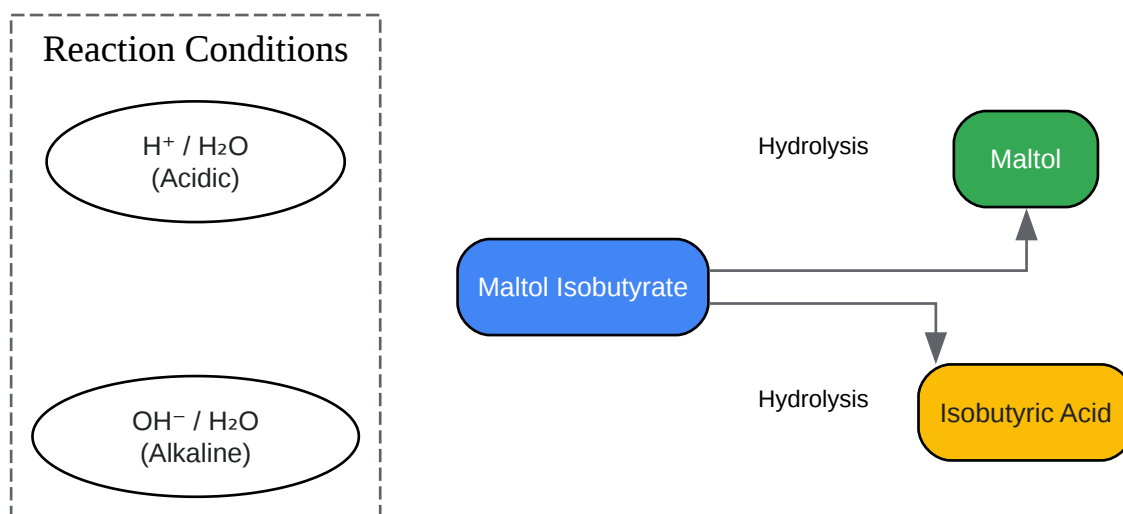 Reaction Conditions
H⁺ / H₂O
(Acidic)
OH⁻ / H₂O
(Alkaline)
Hydrolysis
Maltol
Maltol Isobutyrate
Hydrolysis
Isobutyric Acid